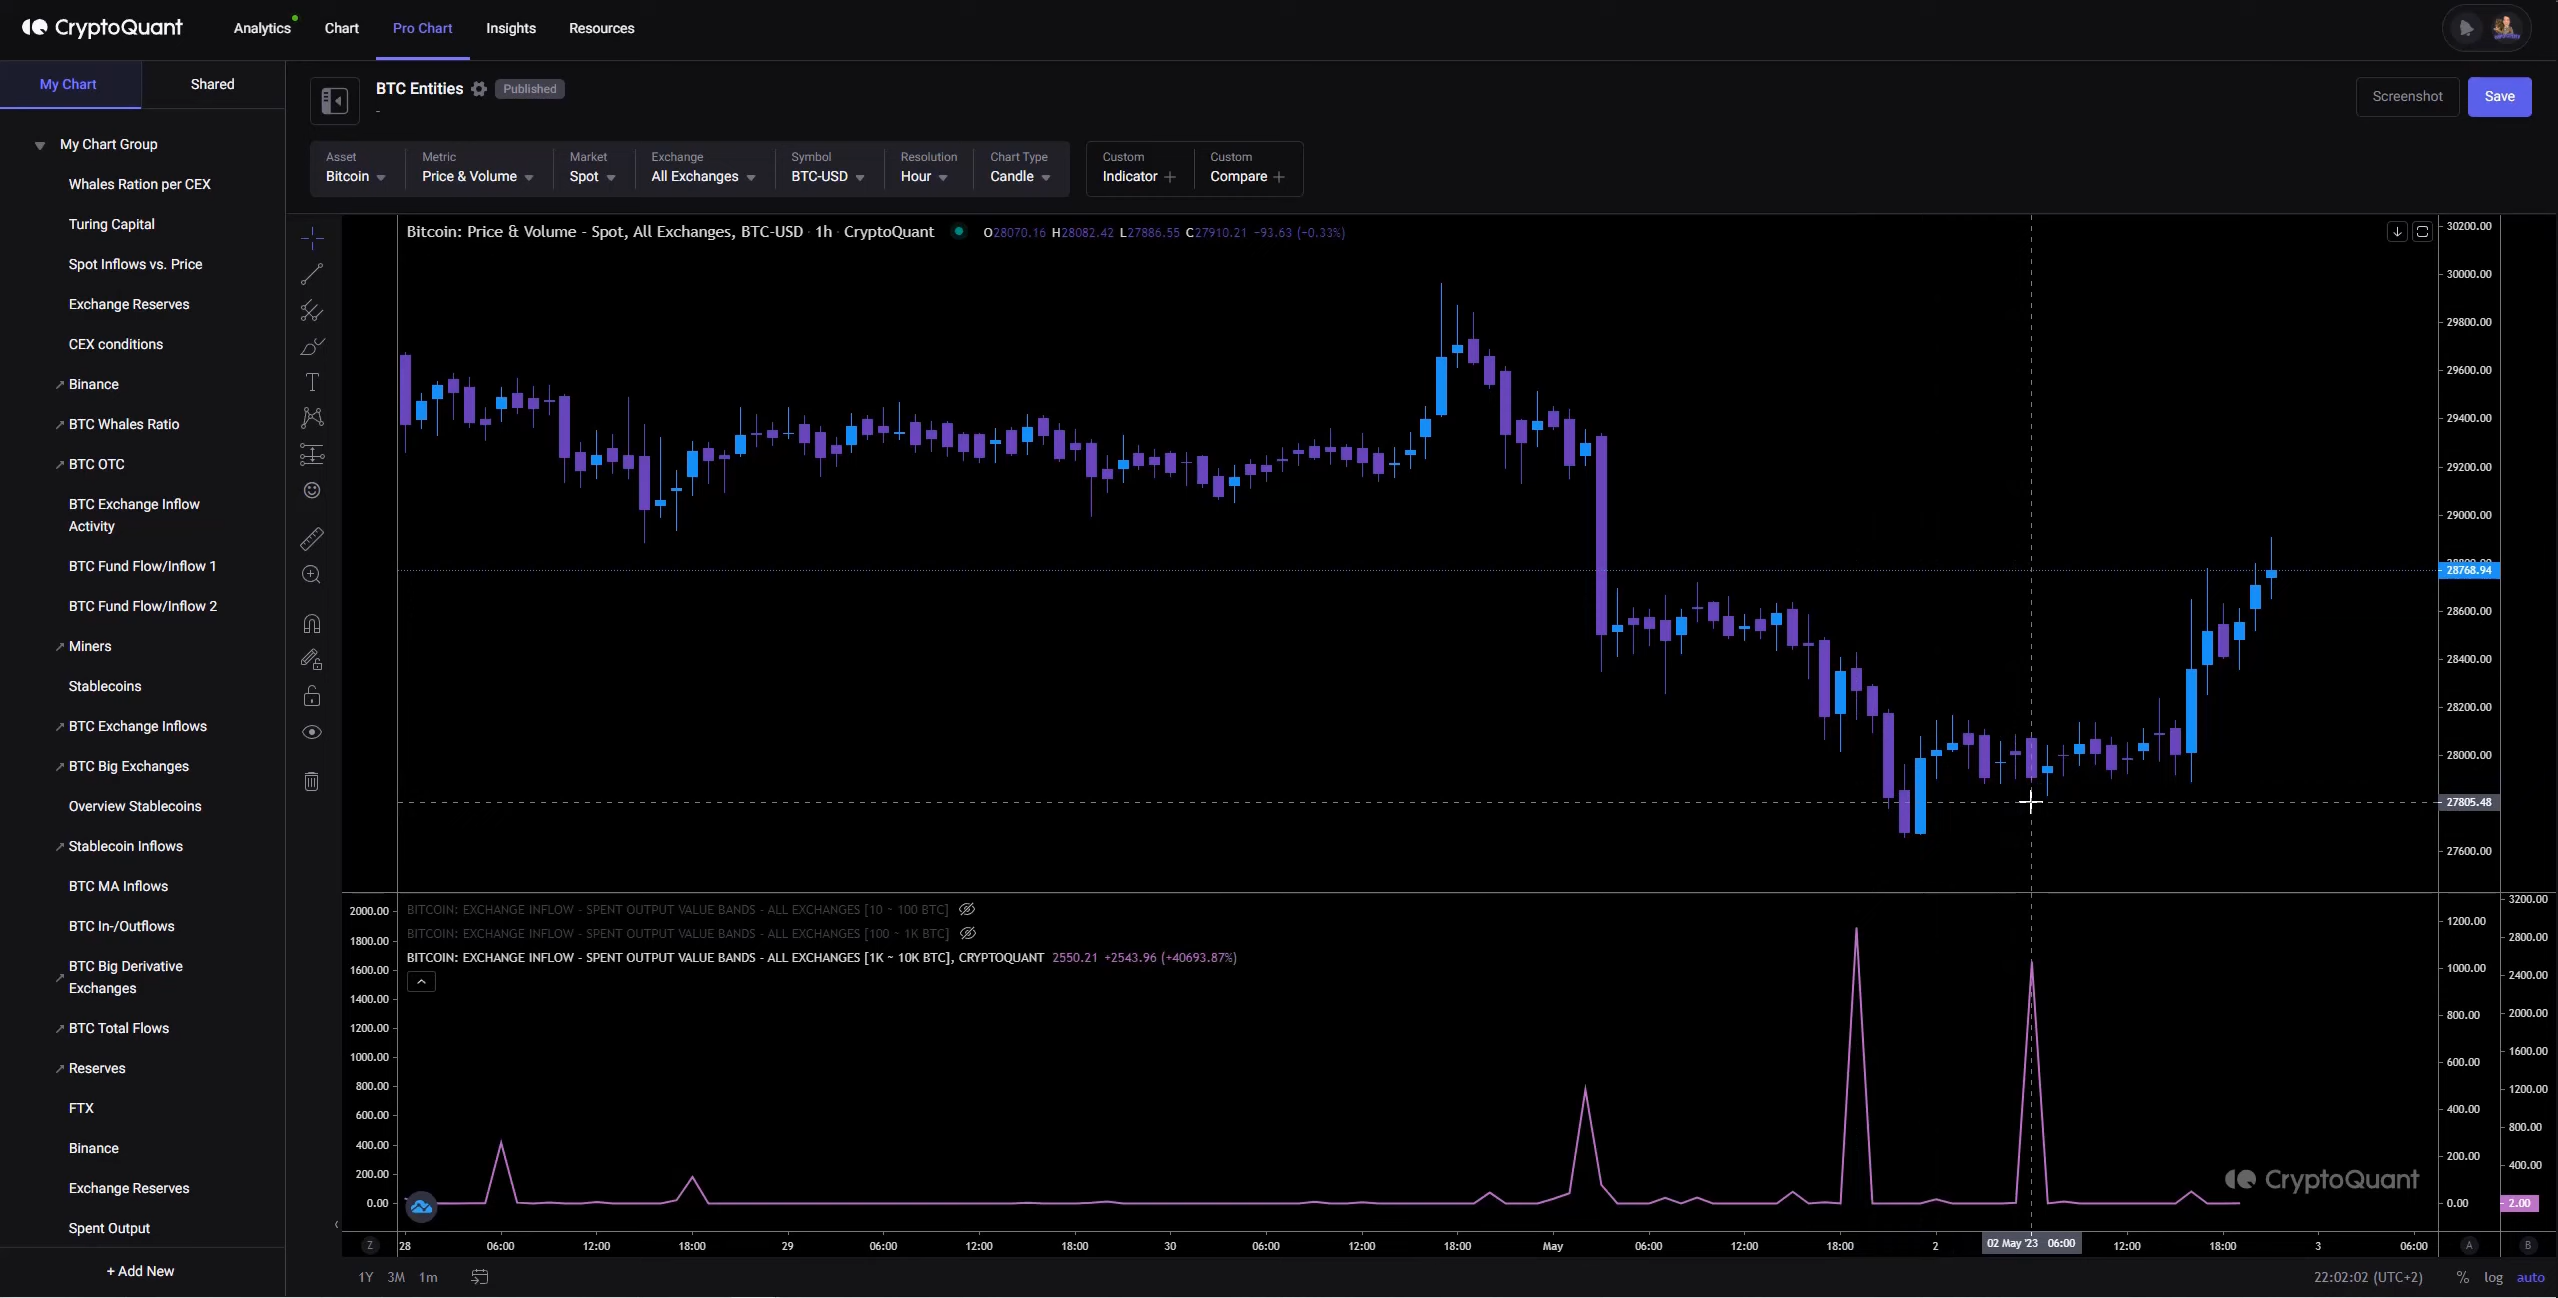 CryptoQuant
Analytics Chart Pro Chart Insights Resources
My Chart Shared
BTC Entities Published
-
Screenshot Save
My Chart Group
Whales Ration per CEX
Turing Capital
Spot Inflows vs. Price
Exchange Reserves
CEX conditions
Binance
BTC Whales Ratio
BTC OTC
BTC Exchange Inflow
Activity
BTC Fund Flow/Inflow 1
BTC Fund Flow/Inflow 2
Miners
Stablecoins
BTC Exchange Inflows
BTC Big Exchanges
Overview Stablecoins
Stablecoin Inflows
BTC MA Inflows
BTC In-/Outflows
BTC Big Derivative
Exchanges
BTC Total Flows
Reserves
FTX
Binance
Exchange Reserves
Spent Output
+ Add New
Asset Metric Market Exchange Symbol Resolution Chart Type Custom Custom
Bitcoin Price & Volume Spot All Exchanges BTC-USD Hour Candle Indicator + Compare +
Bitcoin: Price & Volume - Spot, All Exchanges, BTC-USD · 1h · CryptoQuant O28070.16 H28082.42 L27886.55 C27910.21 −93.63 (−0.33%)
30200.00
30000.00
29800.00
29600.00
29400.00
29200.00
29000.00
28768.94
28600.00
28400.00
28200.00
28000.00
27805.48
27600.00
BITCOIN: EXCHANGE INFLOW - SPENT OUTPUT VALUE BANDS - ALL EXCHANGES [10 ~ 100 BTC]
BITCOIN: EXCHANGE INFLOW - SPENT OUTPUT VALUE BANDS - ALL EXCHANGES [100 ~ 1K BTC]
BITCOIN: EXCHANGE INFLOW - SPENT OUTPUT VALUE BANDS - ALL EXCHANGES [1K ~ 10K BTC], CRYPTOQUANT 2550.21 +2543.96 (+40693.87%)
2000.00
1800.00
1600.00
1400.00
1200.00
1000.00
800.00
600.00
400.00
200.00
0.00
1200.00
1000.00
800.00
600.00
400.00
200.00
0.00
3200.00
2800.00
2400.00
2000.00
1600.00
1200.00
800.00
400.00
2.00
CryptoQuant
Z 28 06:00 12:00 18:00 29 06:00 12:00 18:00 30 06:00 12:00 18:00 May 06:00 12:00 18:00 2 02 May '23 06:00 12:00 18:00 3 06:00 A B
1Y 3M 1m 22:02:02 (UTC+2) % log auto